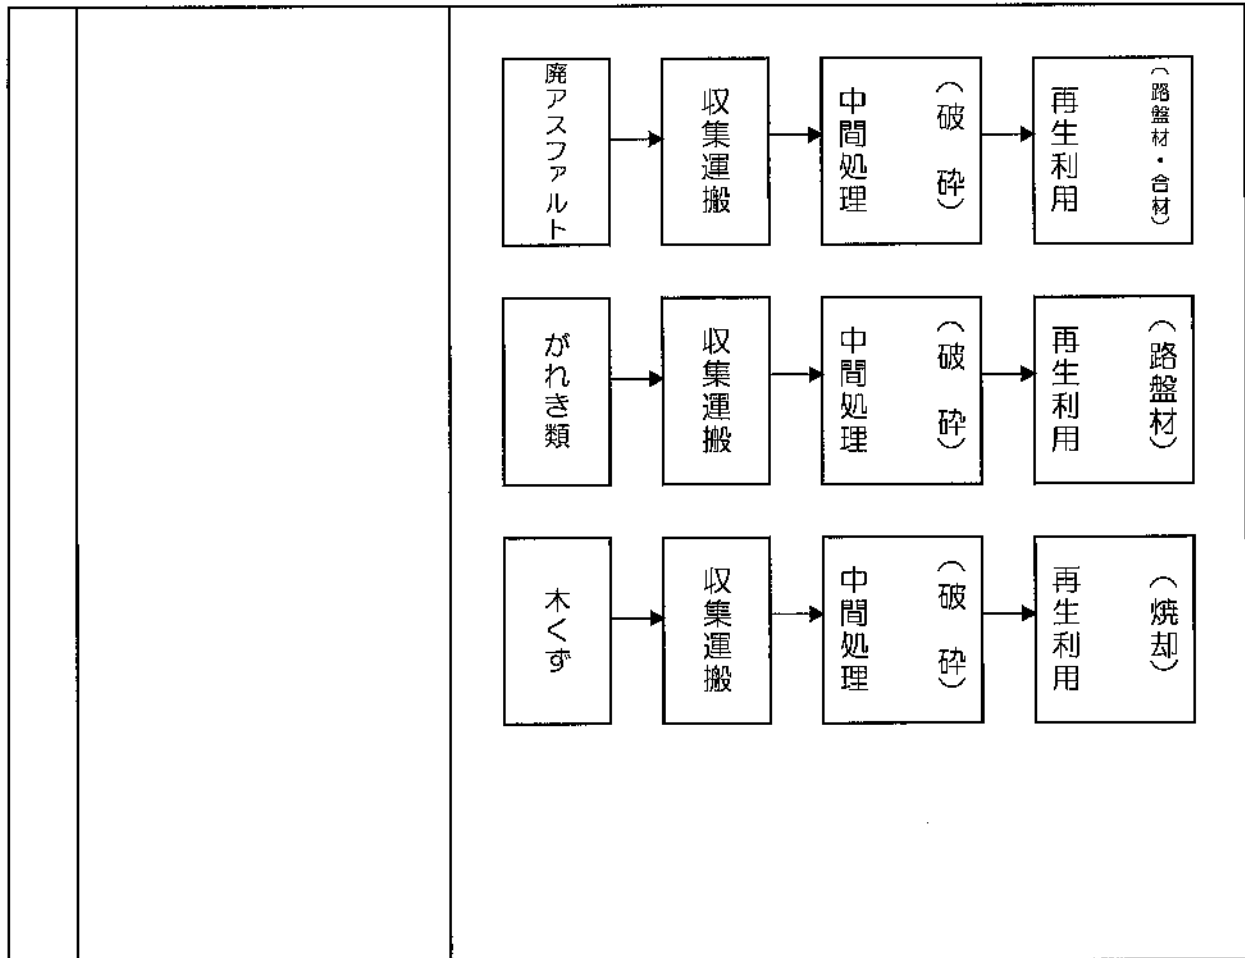 廃アスファルト
収集運搬
中間処理
（破　砕）
再生利用
（路盤材・合材）
がれき類
収集運搬
中間処理
（破　砕）
再生利用
（路盤材）
木くず
収集運搬
中間処理
（破　砕）
再生利用
（焼却）